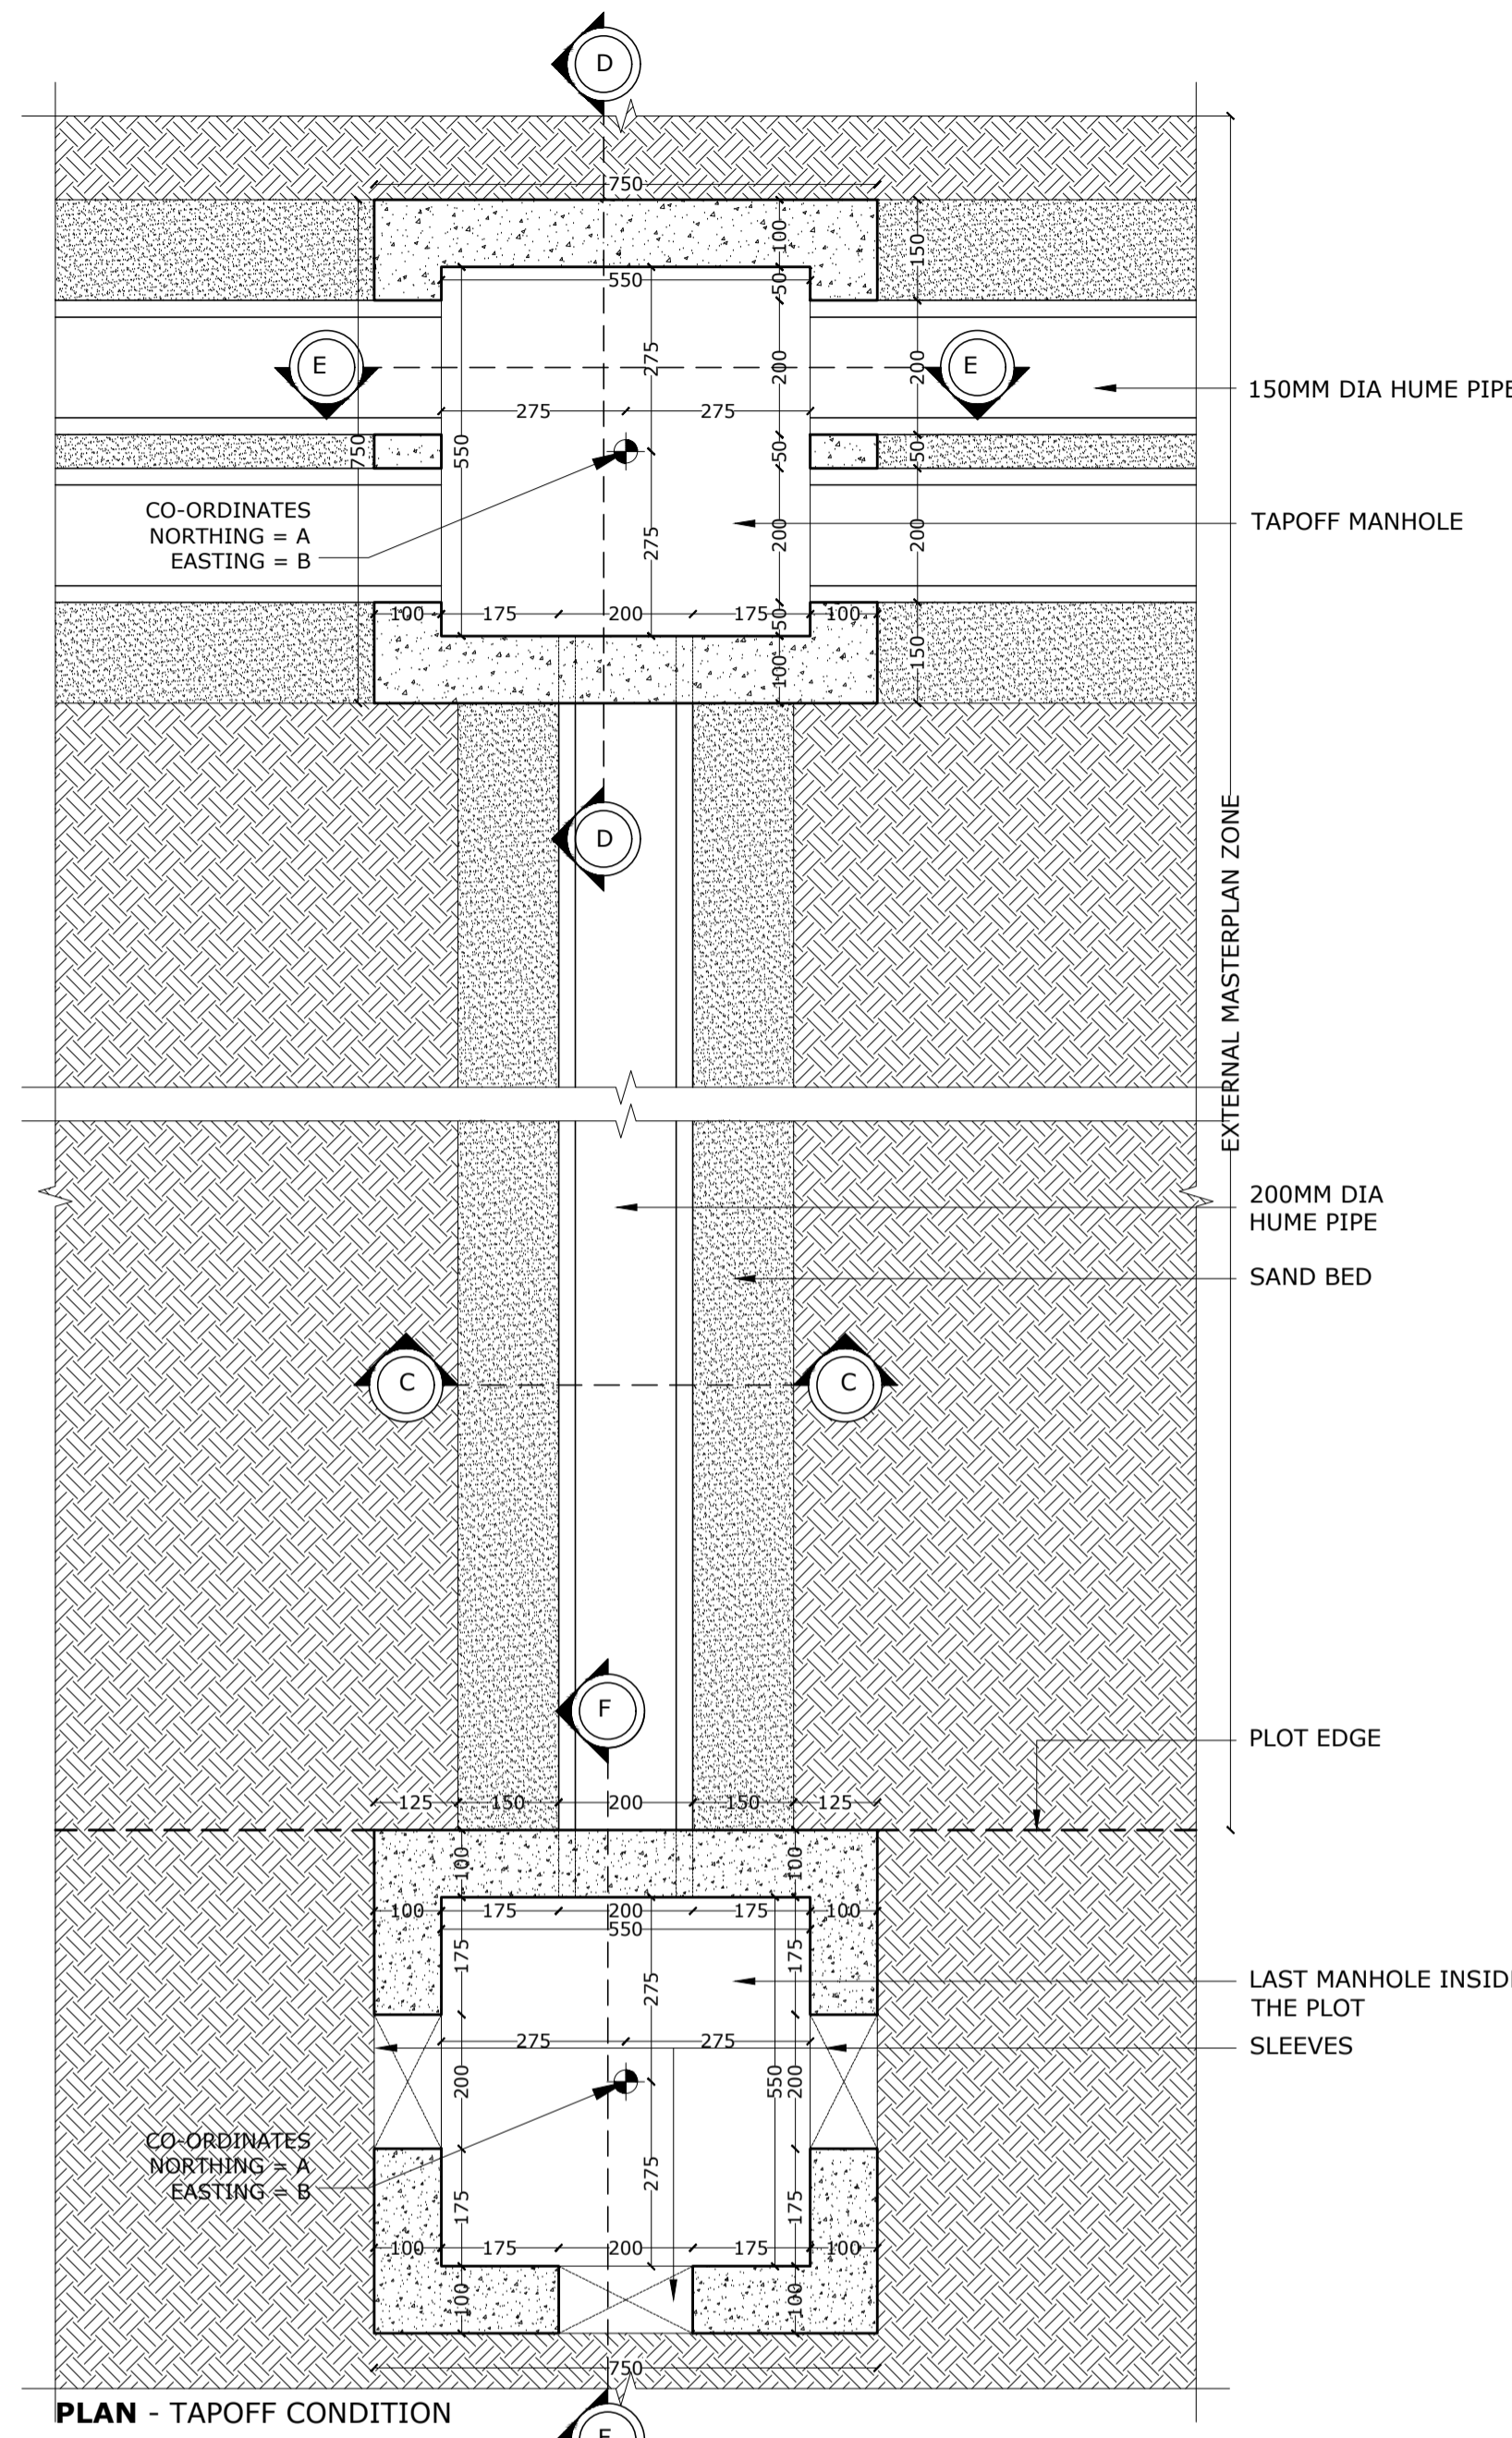 D
750
100
150
550
50
275
E
E
200
200
150MM DIA HUME PIPE
275
275
750
550
50
50
CO-ORDINATES
NORTHING = A
EASTING = B
TAPOFF MANHOLE
275
200
200
100
175
200
175
50
100
100
150
D
EXTERNAL MASTERPLAN ZONE
200MM DIA
HUME PIPE
SAND BED
C
C
F
PLOT EDGE
125
150
200
150
125
100
100
100
175
200
175
100
550
175
275
175
LAST MANHOLE INSID
THE PLOT
275
275
SLEEVES
200
550
200
CO-ORDINATES
NORTHING = A
EASTING = B
175
275
175
100
175
200
175
100
100
100
750
PLAN - TAPOFF CONDITION